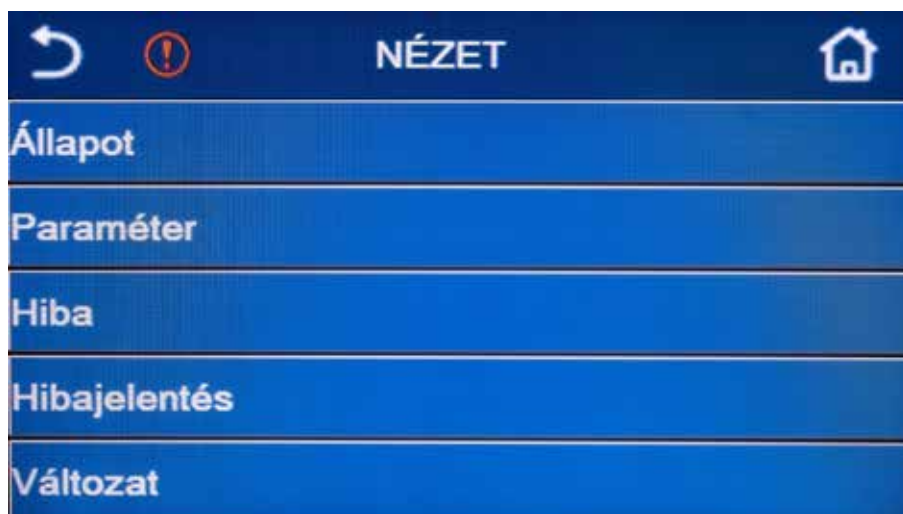 NÉZET
Állapot
Paraméter
Hiba
Hibajelentés
Változat